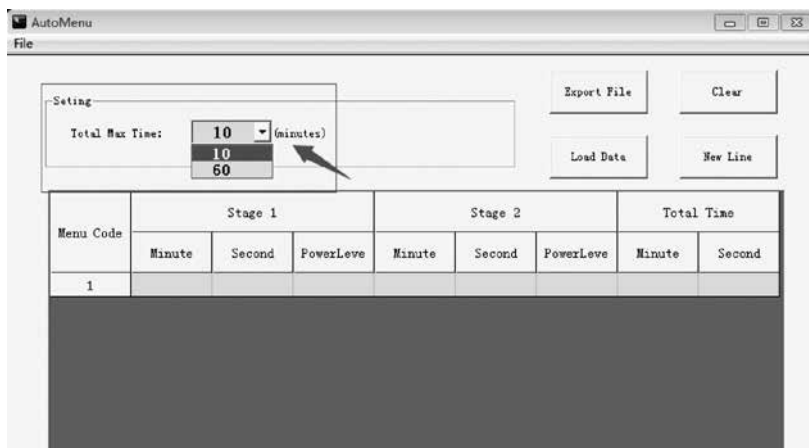 AutoMenu
File
Seting
Total Max Time:
10
(minutes)
10
60
Export File
Clear
Load Data
New Line
Menu Code
Stage 1
Stage 2
Total Time
Minute
Second
PowerLeve
Minute
Second
PowerLeve
Minute
Second
1